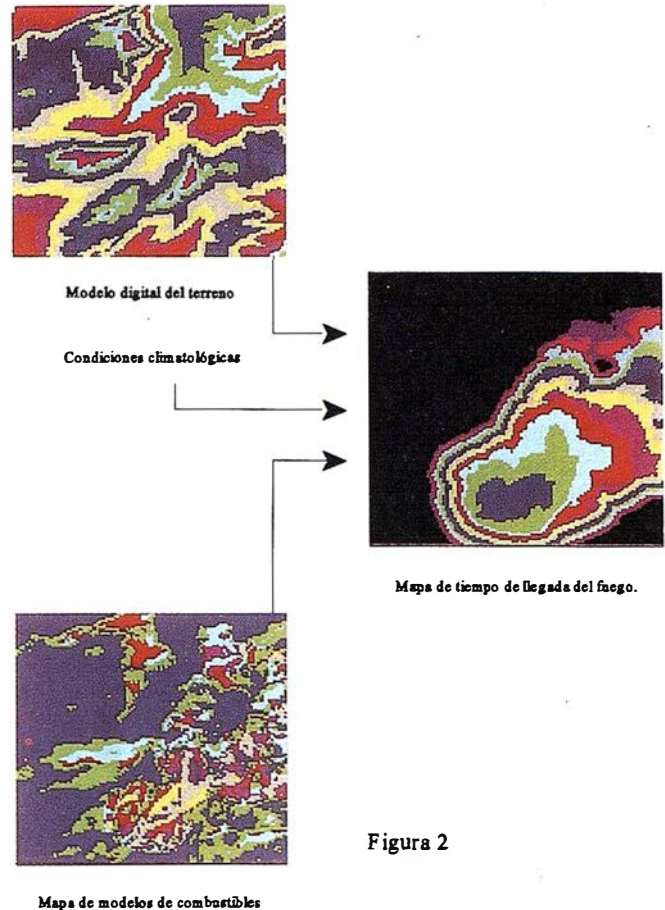 Modelo digital del terreno
Condiciones climatológicas
Mapa de tiempo de llegada del fuego.
Figura 2
Mapa de modelos de combustibles